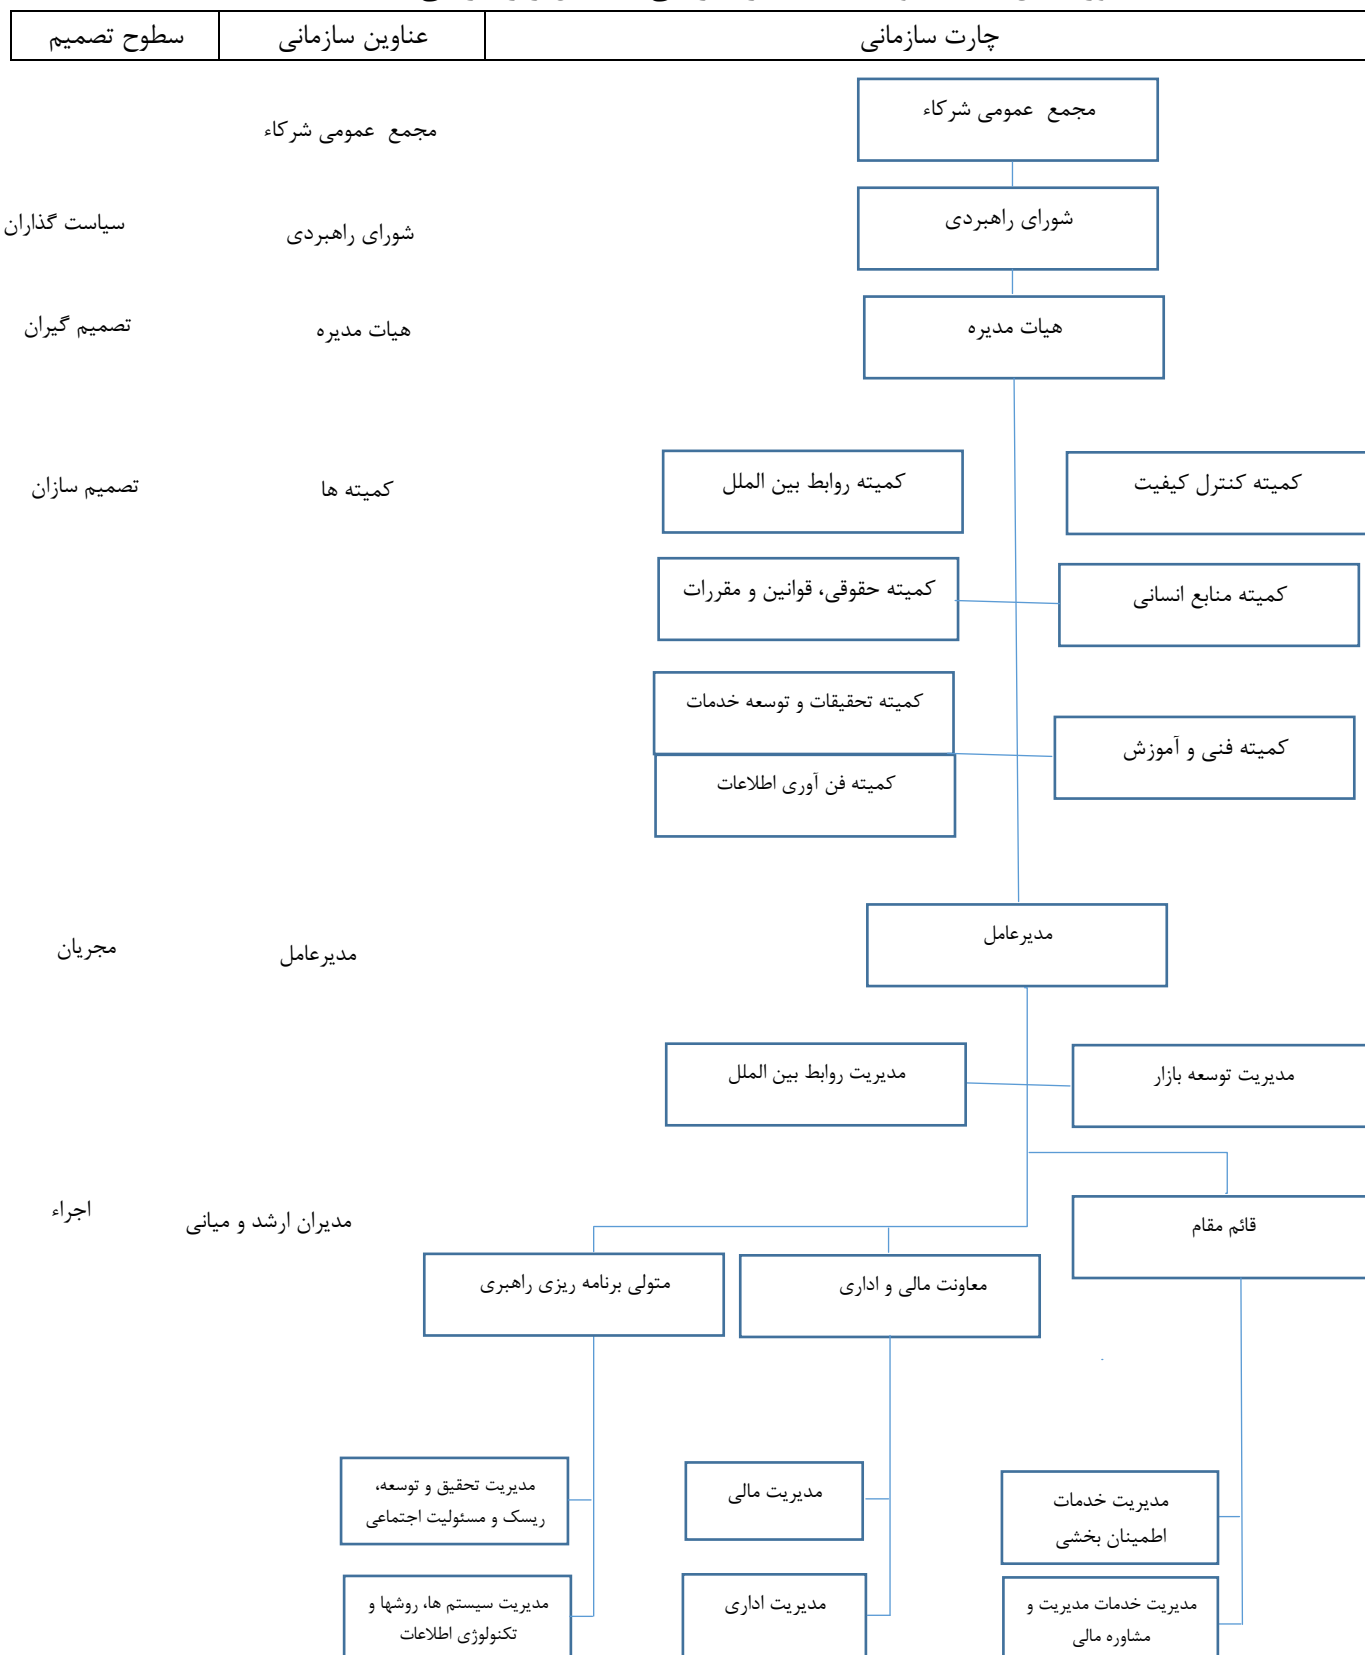 چارت سازمانی
عناوین سازمانی
سطوح تصمیم
مجمع عمومی شرکاء
مجمع عمومی شرکاء
شورای راهبردی
شورای راهبردی
سیاست گذاران
هیات مدیره
هیات مدیره
تصمیم گیران
کمیته کنترل کیفیت
کمیته روابط بین الملل
کمیته ها
تصمیم سازان
کمیته منابع انسانی
کمیته حقوقی، قوانین و مقررات
کمیته تحقیقات و توسعه خدمات
کمیته فنی و آموزش
کمیته فن آوری اطلاعات
مدیرعامل
مدیرعامل
مجریان
مدیریت توسعه بازار
مدیریت روابط بین الملل
قائم مقام
مدیران ارشد و میانی
اجراء
معاونت مالی و اداری
متولی برنامه ریزی راهبری
مدیریت خدمات
اطمینان بخشی
مدیریت مالی
مدیریت تحقیق و توسعه،
ریسک و مسئولیت اجتماعی
مدیریت خدمات مدیریت و
مشاوره مالی
مدیریت اداری
مدیریت سیستم ها، روشها و
تکنولوژی اطلاعات